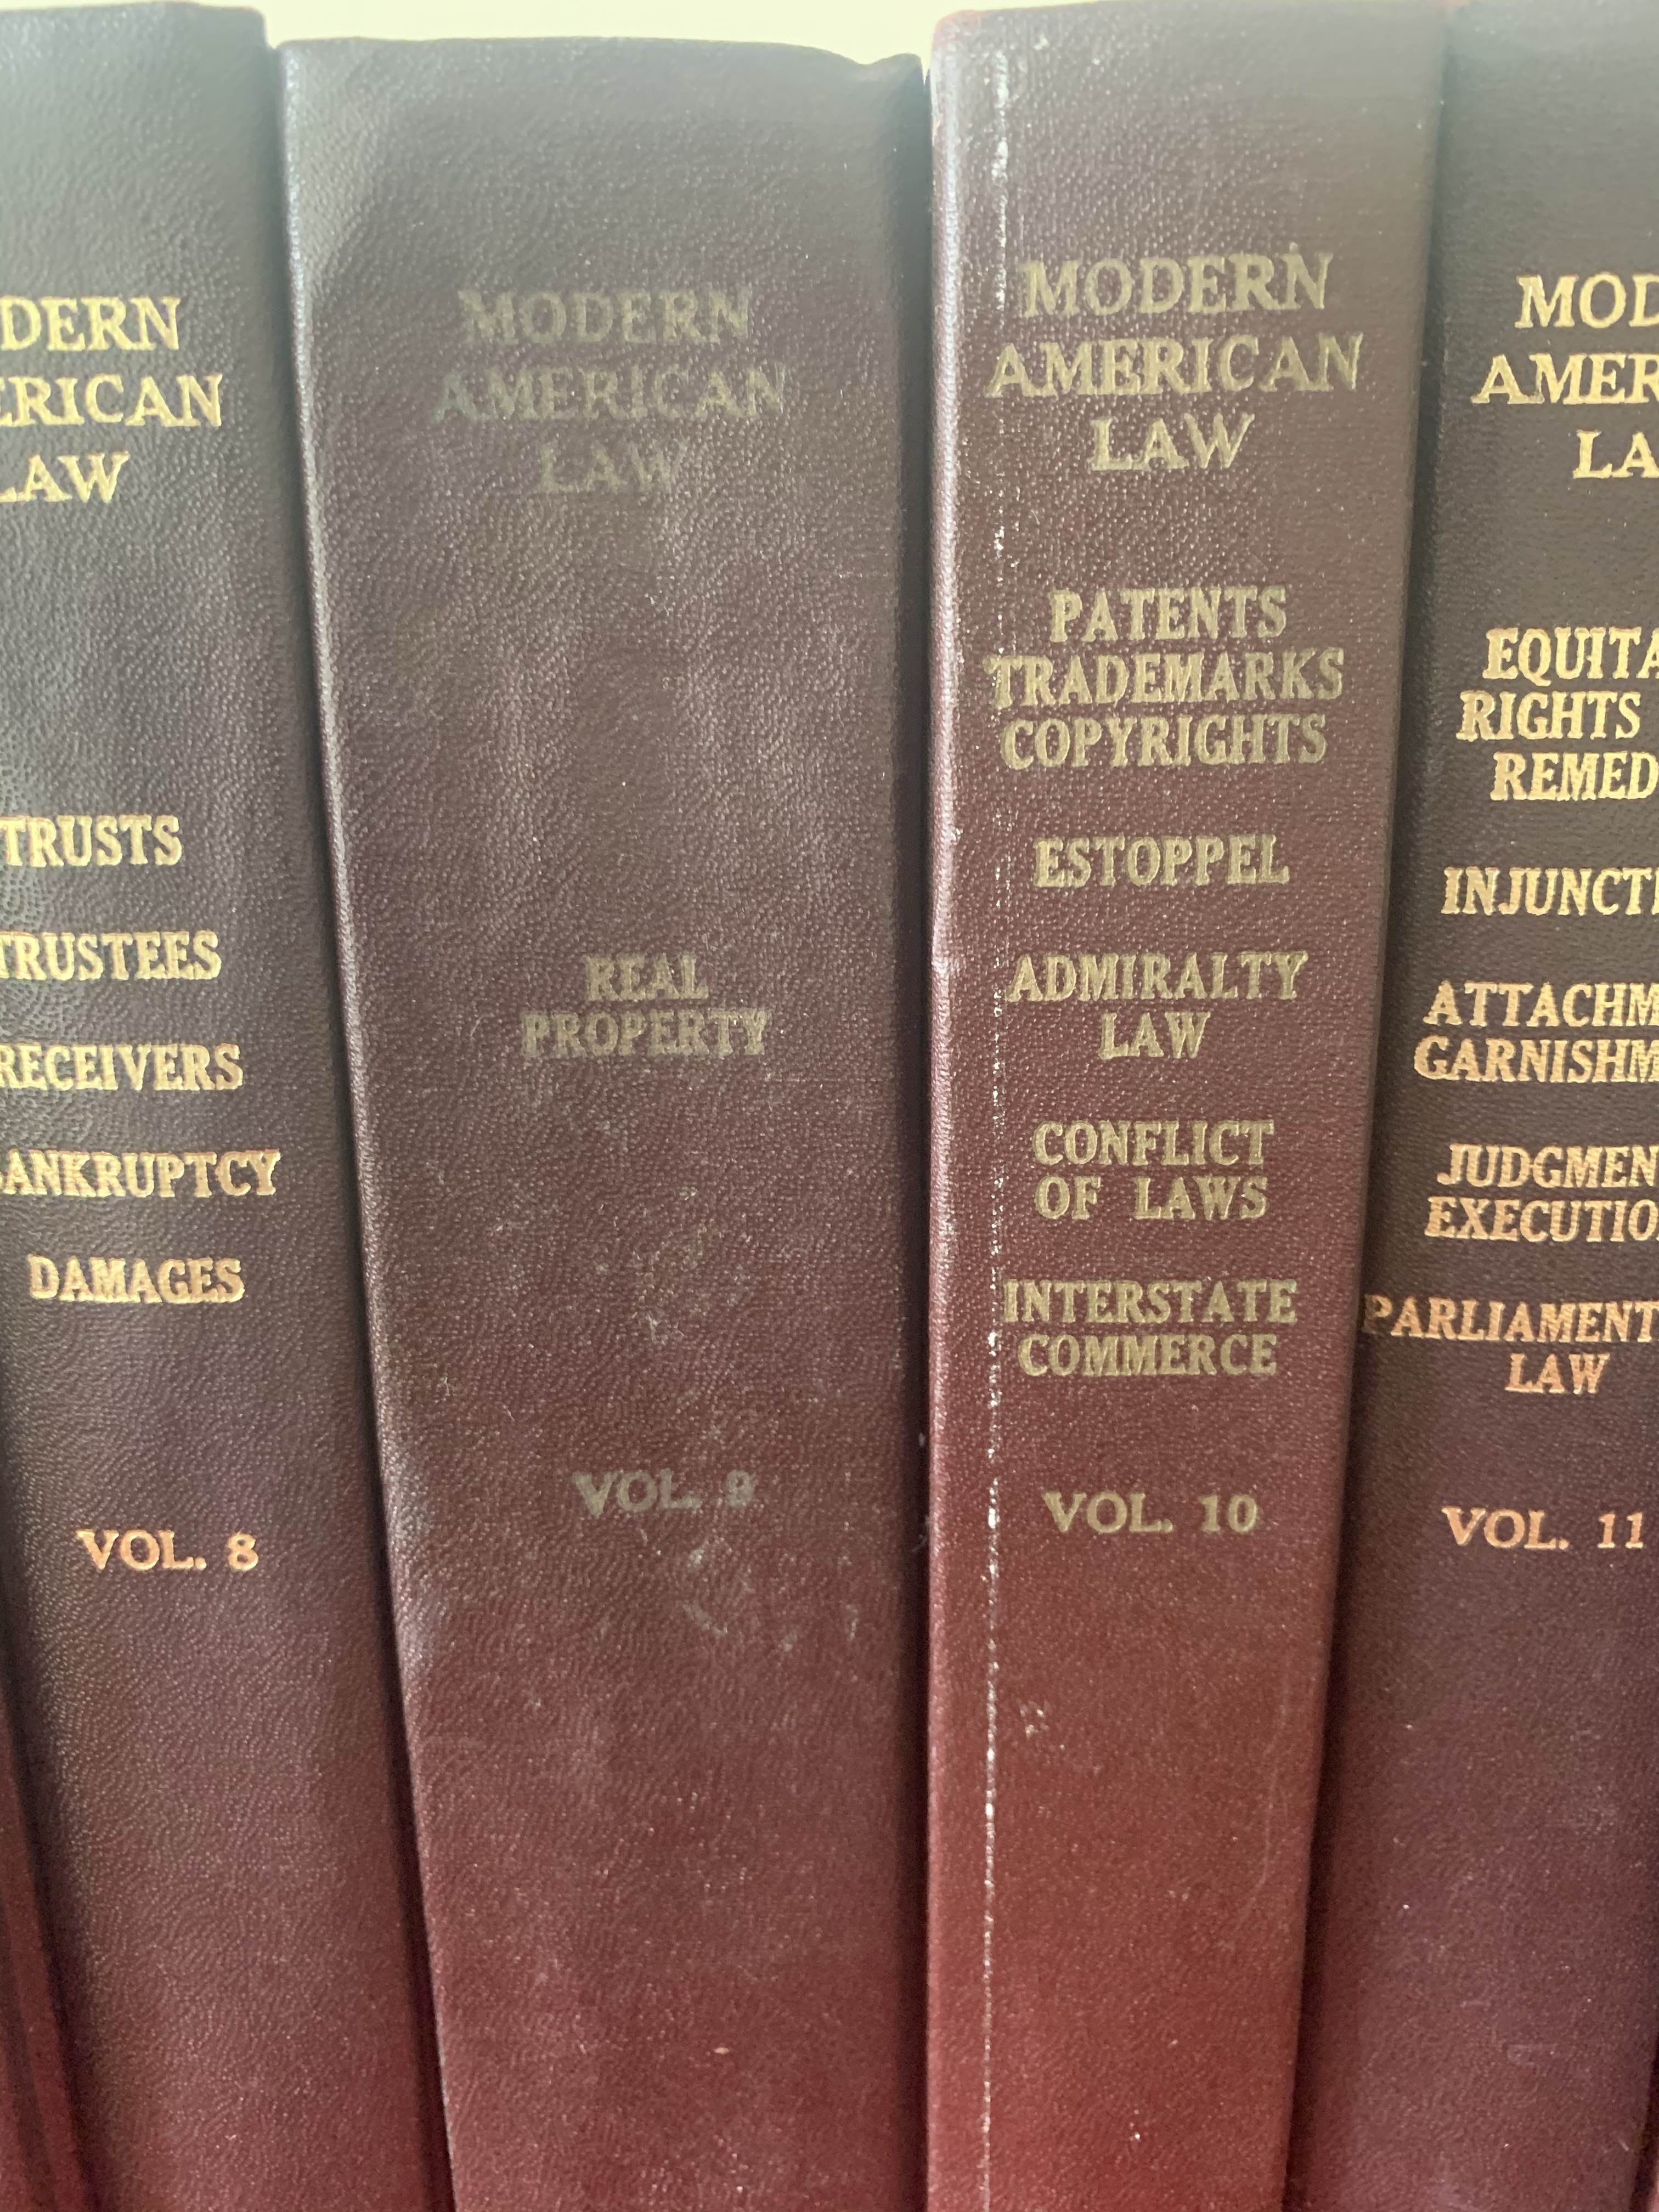 DERN
ERICAN
LAW
TRUSTS
TRUSTEES
RECEIVERS
BANKRUPTCY
DAMAGES
VOL. 8
MODERN
AMERICAN
LAW
REAL
PROPERTY
VOL. 9
MODERN
AMERICAN
LAW
PATENTS
TRADEMARKS
COPYRIGHTS
ESTOPPEL
ADMIRALTY
LAW
CONFLICT
OF LAWS
INTERSTATE
COMMERCE
VOL. 10
MOD
AMER
LA
EQUITA
RIGHTS
REMED
INJUNCTI
ATTACHM
GARNISHM
JUDGMEN
EXECUTIO
PARLIAMENT
LAW
VOL. 11